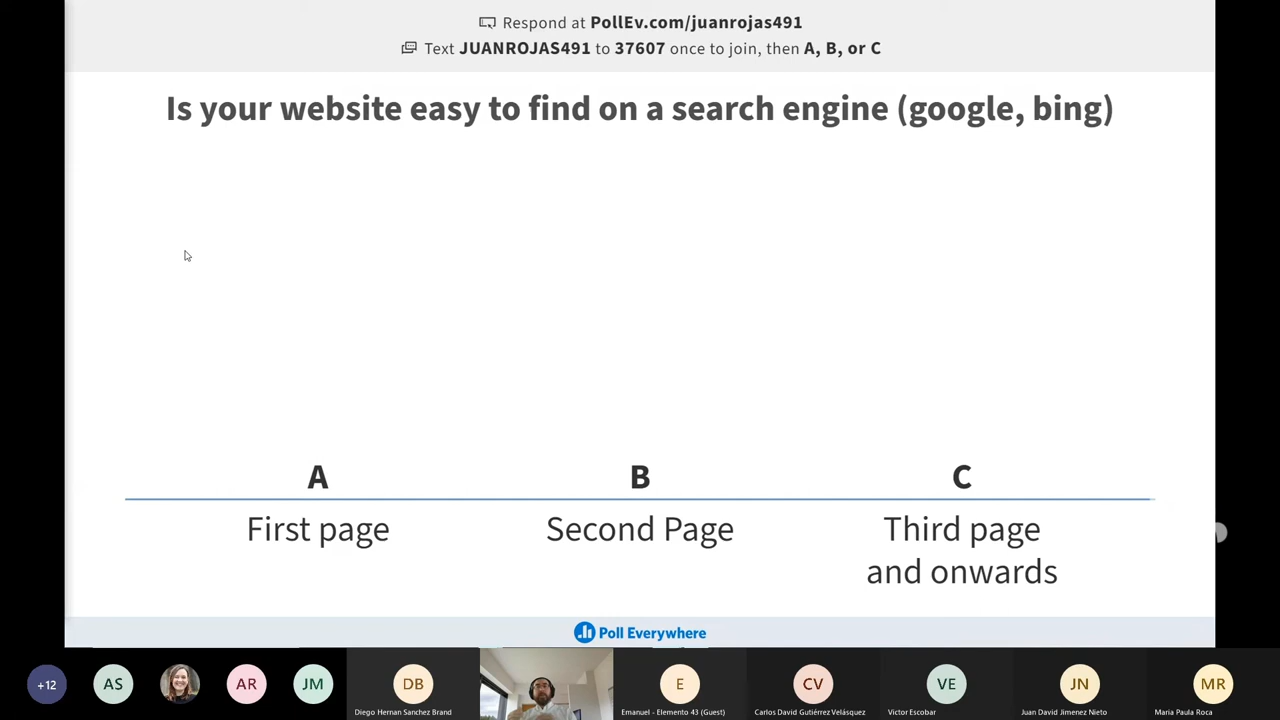 Respond at PollEv.com/juanrojas491
Text JUANROJAS491 to 37607 once to join, then A, B, or C
Is your website easy to find on a search engine (google, bing)
A
B
C
First page
Second Page
Third page
and onwards
Poll Everywhere
+12
AS
AR
JM
DB
Diego Hernan Sanchez Brand
E
Emanuel - Elemento 43 (Guest)
CV
Carlos David Gutiérrez Velásquez
VE
Victor Escobar
JN
Juan David Jimenez Nieto
MR
Maria Paula Roca